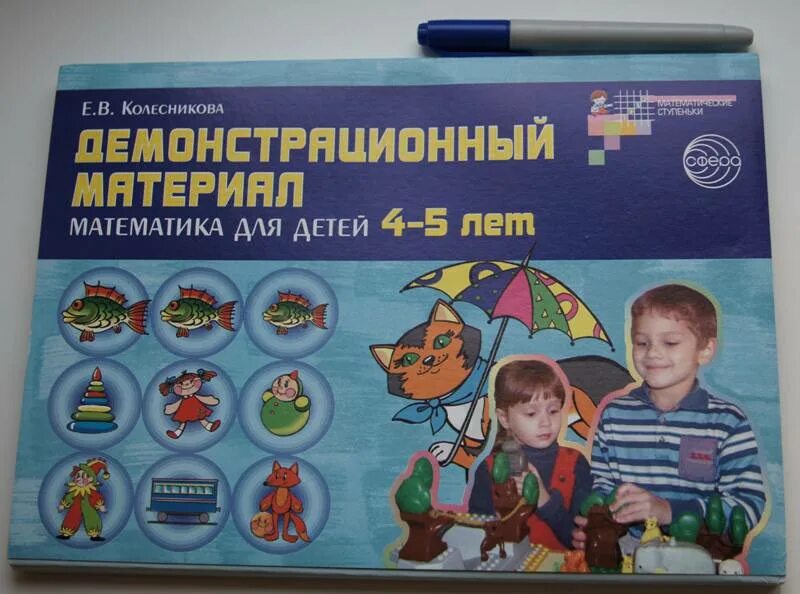 Е.В. Колесникова
ДЕМОНСТРАЦИОННЫЙ
МАТЕРИАЛ
МАТЕМАТИКА ДЛЯ ДЕТЕЙ 4–5 лет
МАТЕМАТИЧЕСКИЕ
СТУПЕНЬКИ
сфера